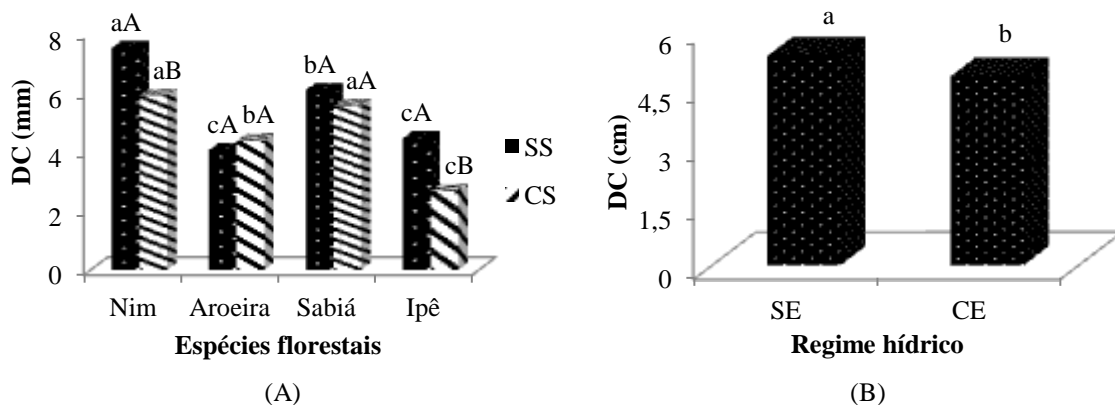 DC (mm)
8
6
4
2
0
aA
aB
cA
bA
bA
aA
cA
cB
SS
CS
Nim
Aroeira
Sabiá
Ipê
Espécies florestais
(A)
DC (cm)
6
4,5
3
1,5
0
a
b
SE
CE
Regime hídrico
(B)